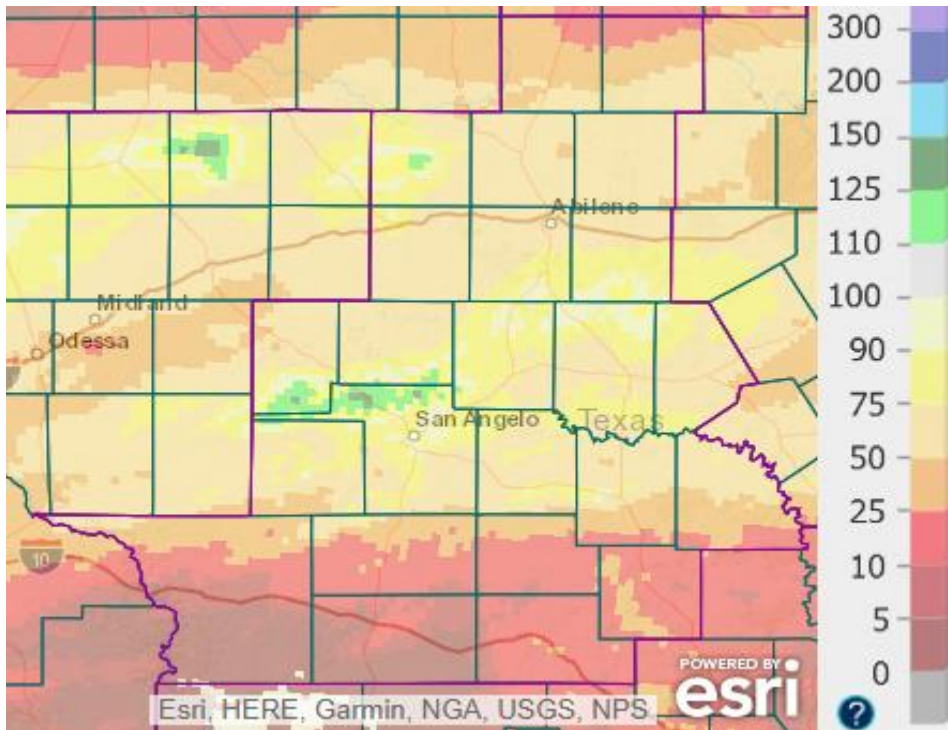 300
200
150
125
110
100
90
75
50
25
10
5
0
Abilene
Midland
Odessa
San Angelo
Texas
10
POWERED BY
esri
Esri, HERE, Garmin, NGA, USGS, NPS
?